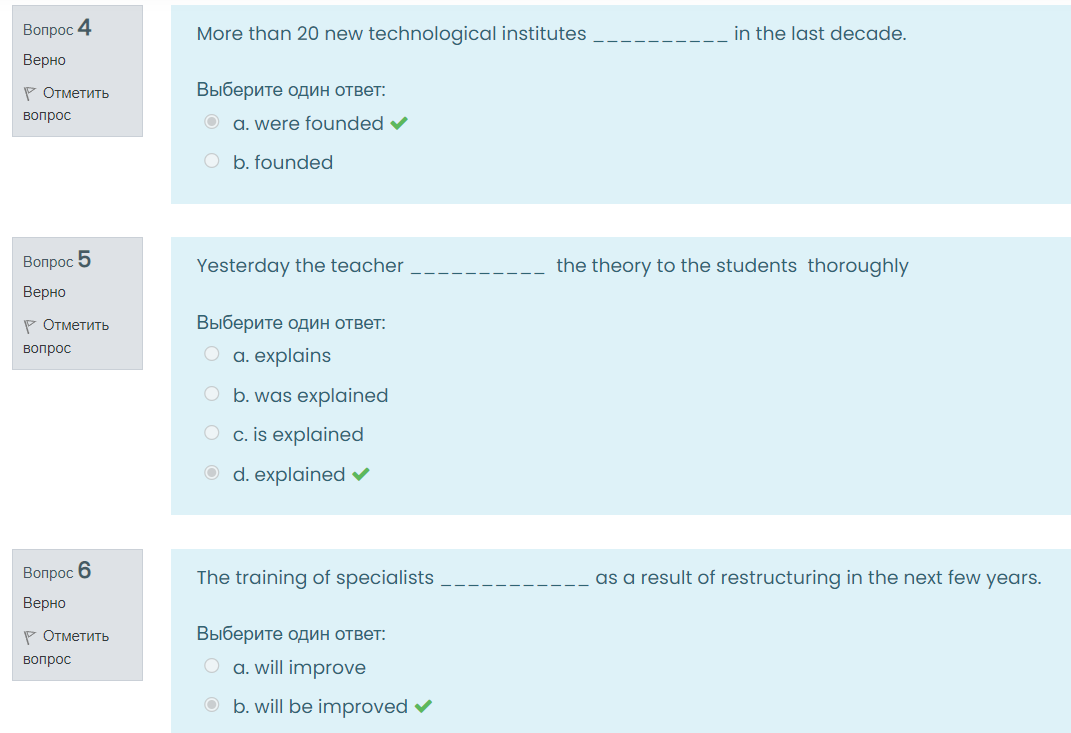 Вопрос 4
Верно
Отметить
вопрос
More than 20 new technological institutes __________ in the last decade.
Выберите один ответ:
a. were founded
b. founded
Вопрос 5
Верно
Отметить
вопрос
Yesterday the teacher __________ the theory to the students thoroughly
Выберите один ответ:
a. explains
b. was explained
c. is explained
d. explained
Вопрос 6
Верно
Отметить
вопрос
The training of specialists ___________ as a result of restructuring in the next few years.
Выберите один ответ:
a. will improve
b. will be improved